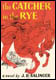 the CATCHER
in the RYE
a novel by J. D. SALINGER